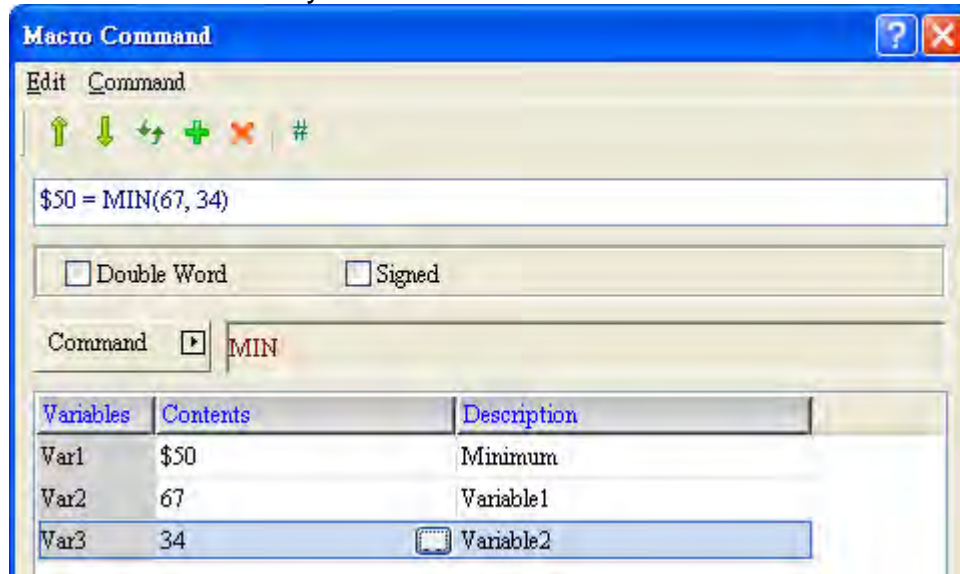 Macro Command
Edit Command
#
$50 = MIN(67, 34)
Double Word Signed
Command MIN
Variables Contents Description
Var1 $50 Minimum
Var2 67 Variable1
Var3 34 ... Variable2